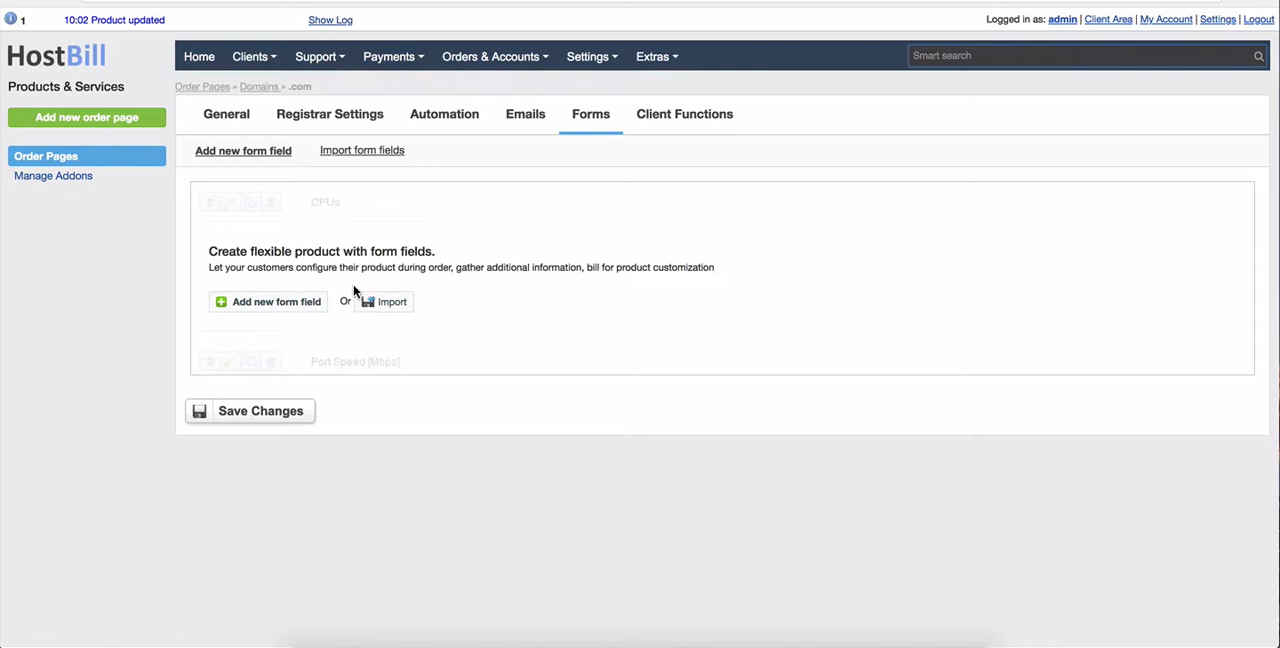 1 10:02 Product updated Show Log Logged in as: admin | Client Area | My Account | Settings | Logout
HostBill Home Clients Support Payments Orders & Accounts Settings Extras Smart search
Products & Services
Order Pages » Domains » .com
Add new order page
General Registrar Settings Automation Emails Forms Client Functions
Order Pages
Manage Addons
Add new form field Import form fields
CPUs
Create flexible product with form fields.
Let your customers configure their product during order, gather additional information, bill for product customization
Add new form field Or Import
Port Speed [Mbps]
Save Changes